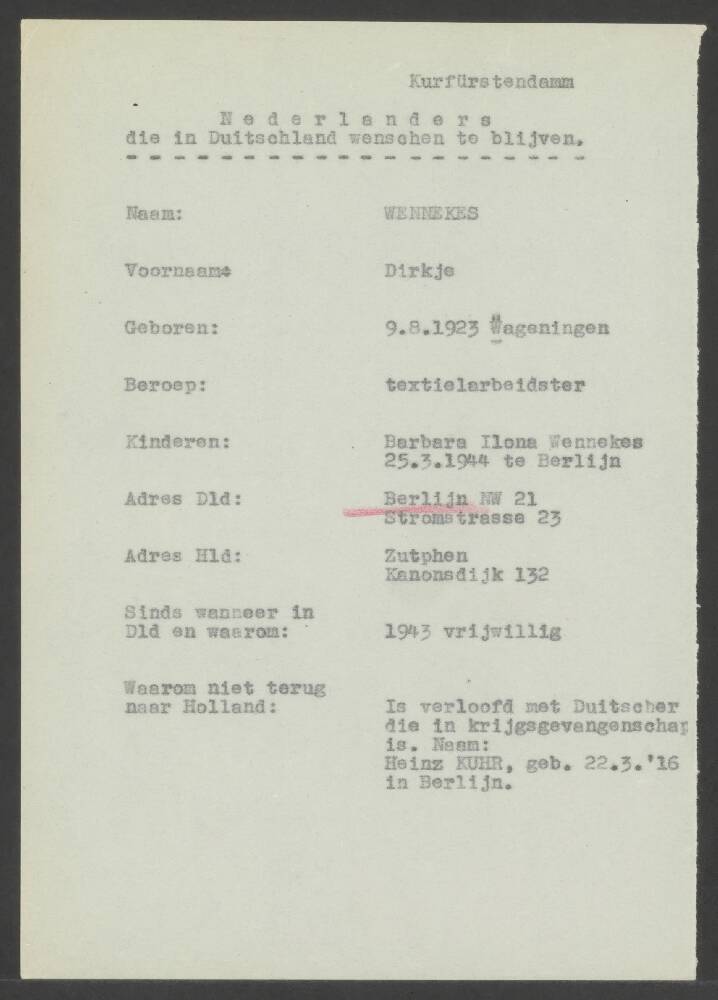 Kurfürstendamm
Nederlanders
die in Duitschland wenschen te blijven.
- - - - - - - - - - - - - - - - - - - -
Naam: WENNEKES
Voornaam: Dirkje
Geboren: 9.8.1923 Wageningen
Beroep: textielarbeidster
Kinderen: Barbara Ilona Wennekes
25.3.1944 te Berlijn
Adres Dld: Berlijn NW 21
Stromstrasse 23
Adres Hld: Zutphen
Kanonsdijk 132
Sinds wanneer in
Dld en waarom: 1943 vrijwillig
Waarom niet terug
naar Holland: Is verloofd met Duitscher
die in krijgsgevangenschap
is. Naam:
Heinz KUHR, geb. 22.3.'16
in Berlijn.